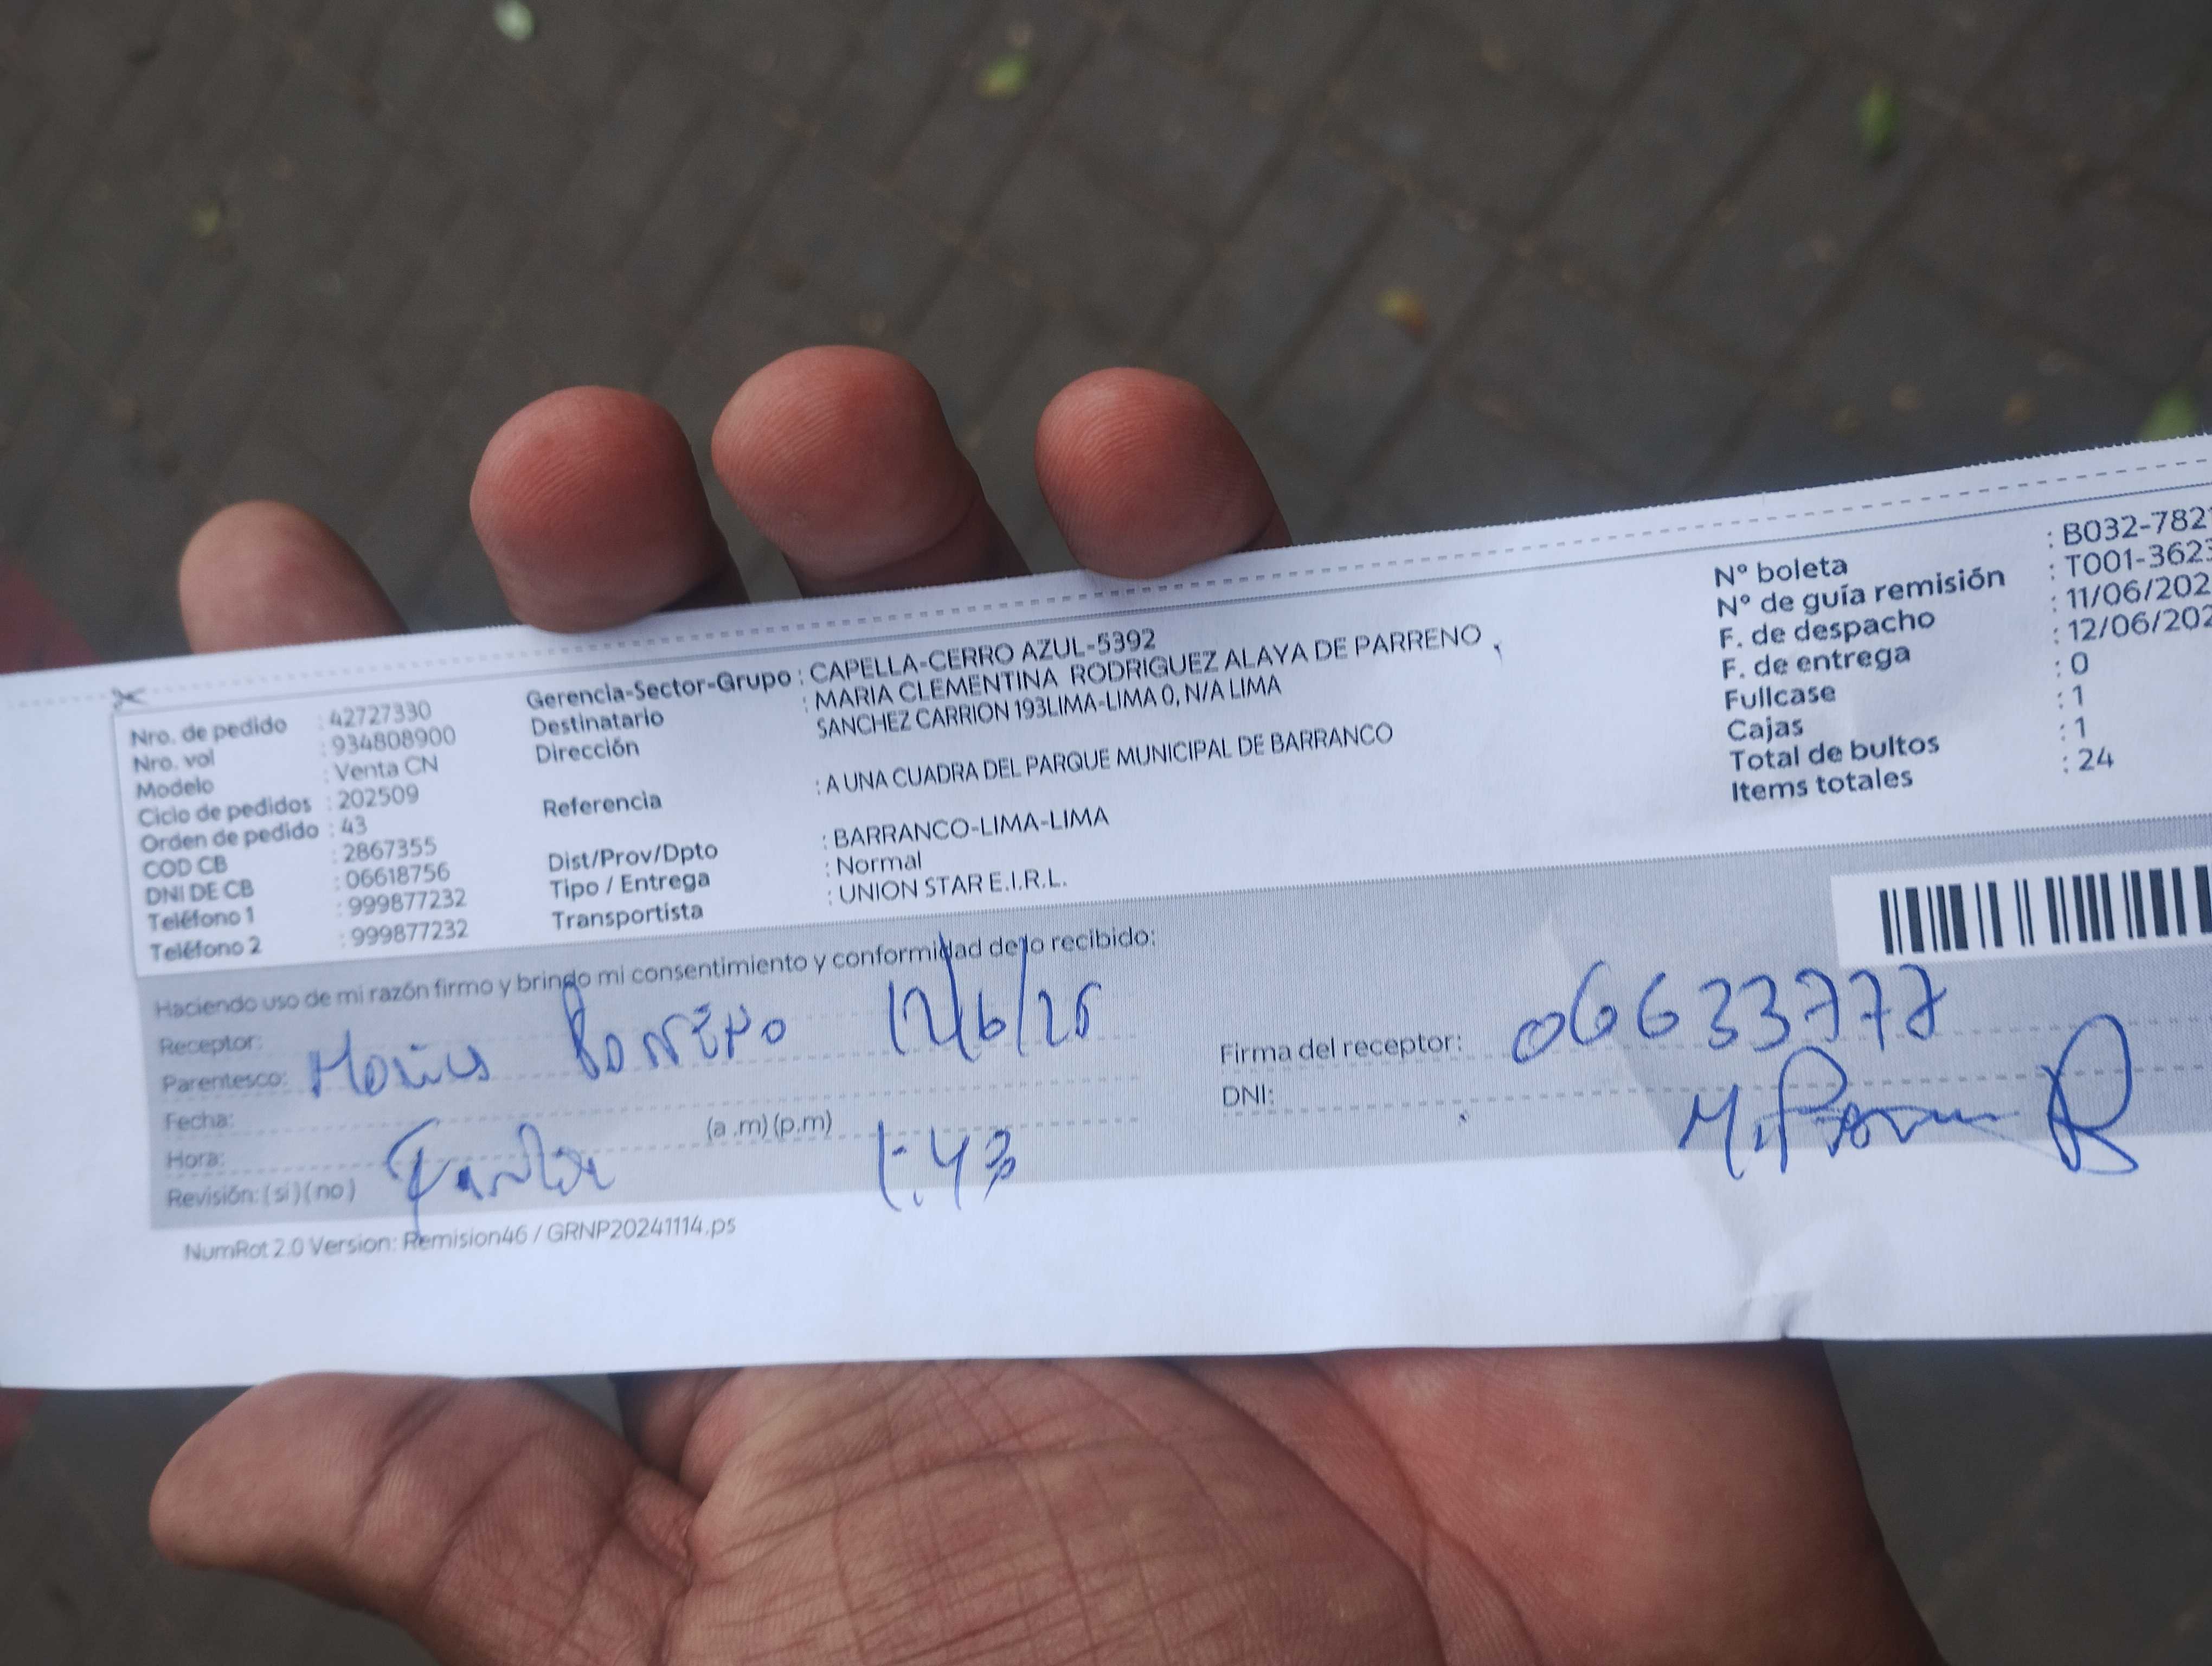 Nro. de pedido : 42727330
Nro. vol : 934808900
Modelo : Venta CN
Ciclo de pedidos : 202509
Orden de pedido : 43
COD CB : 2867355
DNI DE CB : 06618756
Teléfono 1 : 999877232
Teléfono 2 : 999877232
Gerencia-Sector-Grupo : CAPELLA-CERRO AZUL-5392
Destinatario : MARIA CLEMENTINA RODRIGUEZ ALAYA DE PARRENO
Dirección SANCHEZ CARRION 193LIMA-LIMA 0, N/A LIMA
Referencia : A UNA CUADRA DEL PARQUE MUNICIPAL DE BARRANCO
Dist/Prov/Dpto : BARRANCO-LIMA-LIMA
Tipo / Entrega : Normal
Transportista : UNION STAR E.I.R.L.
N° boleta : B032-782
N° de guía remisión : T001-3623
F. de despacho : 11/06/202
F. de entrega : 12/06/202
Fullcase : 0
Cajas : 1
Total de bultos : 1
Items totales : 24
Haciendo uso de mi razón firmo y brindo mi consentimiento y conformidad de lo recibido:
Receptor:
Parentesco: 12/6/25
Fecha:
Hora: (a .m) (p.m) 1:43
Revisión: ( si ) ( no )
Firma del receptor: 06633777
DNI:
NumRot 2.0 Version: Remision46 / GRNP20241114.ps